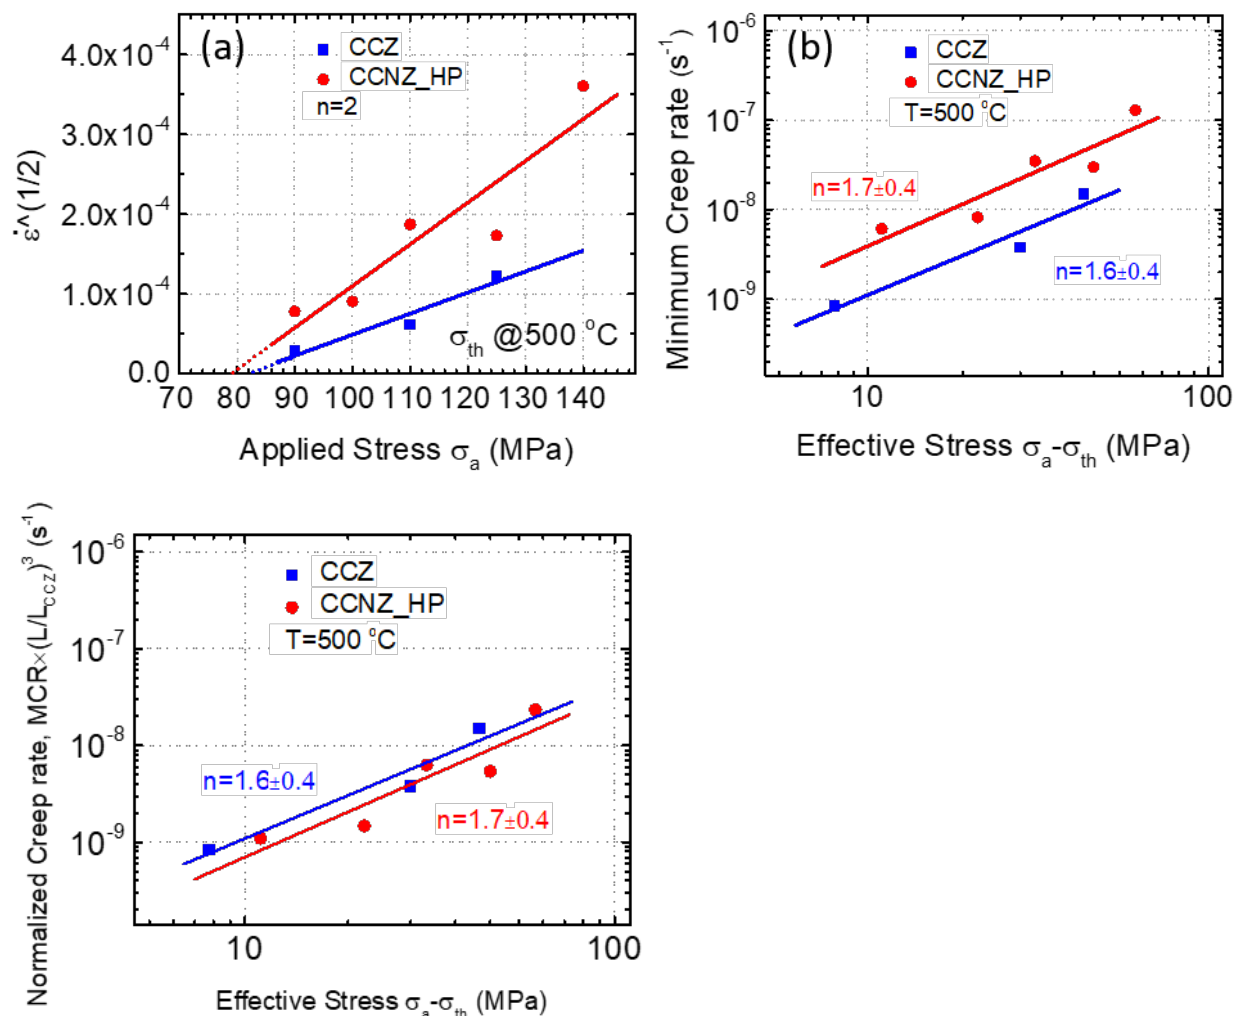 (a)
CCZ
CCNZ_HP
n=2
4.0x10⁻⁴
3.0x10⁻⁴
2.0x10⁻⁴
1.0x10⁻⁴
0.0
ε̇^(1/2)
σth @500 °C
70 80 90 100 110 120 130 140
Applied Stress σa (MPa)
(b)
CCZ
CCNZ_HP
T=500 °C
10⁻⁶
10⁻⁷
10⁻⁸
10⁻⁹
Minimum Creep rate (s⁻¹)
n=1.7±0.4
n=1.6±0.4
10 100
Effective Stress σa-σth (MPa)
CCZ
CCNZ_HP
T=500 °C
10⁻⁶
10⁻⁷
10⁻⁸
10⁻⁹
Normalized Creep rate, MCR×(L/LCCZ)³ (s⁻¹)
n=1.6±0.4
n=1.7±0.4
10 100
Effective Stress σa-σth (MPa)